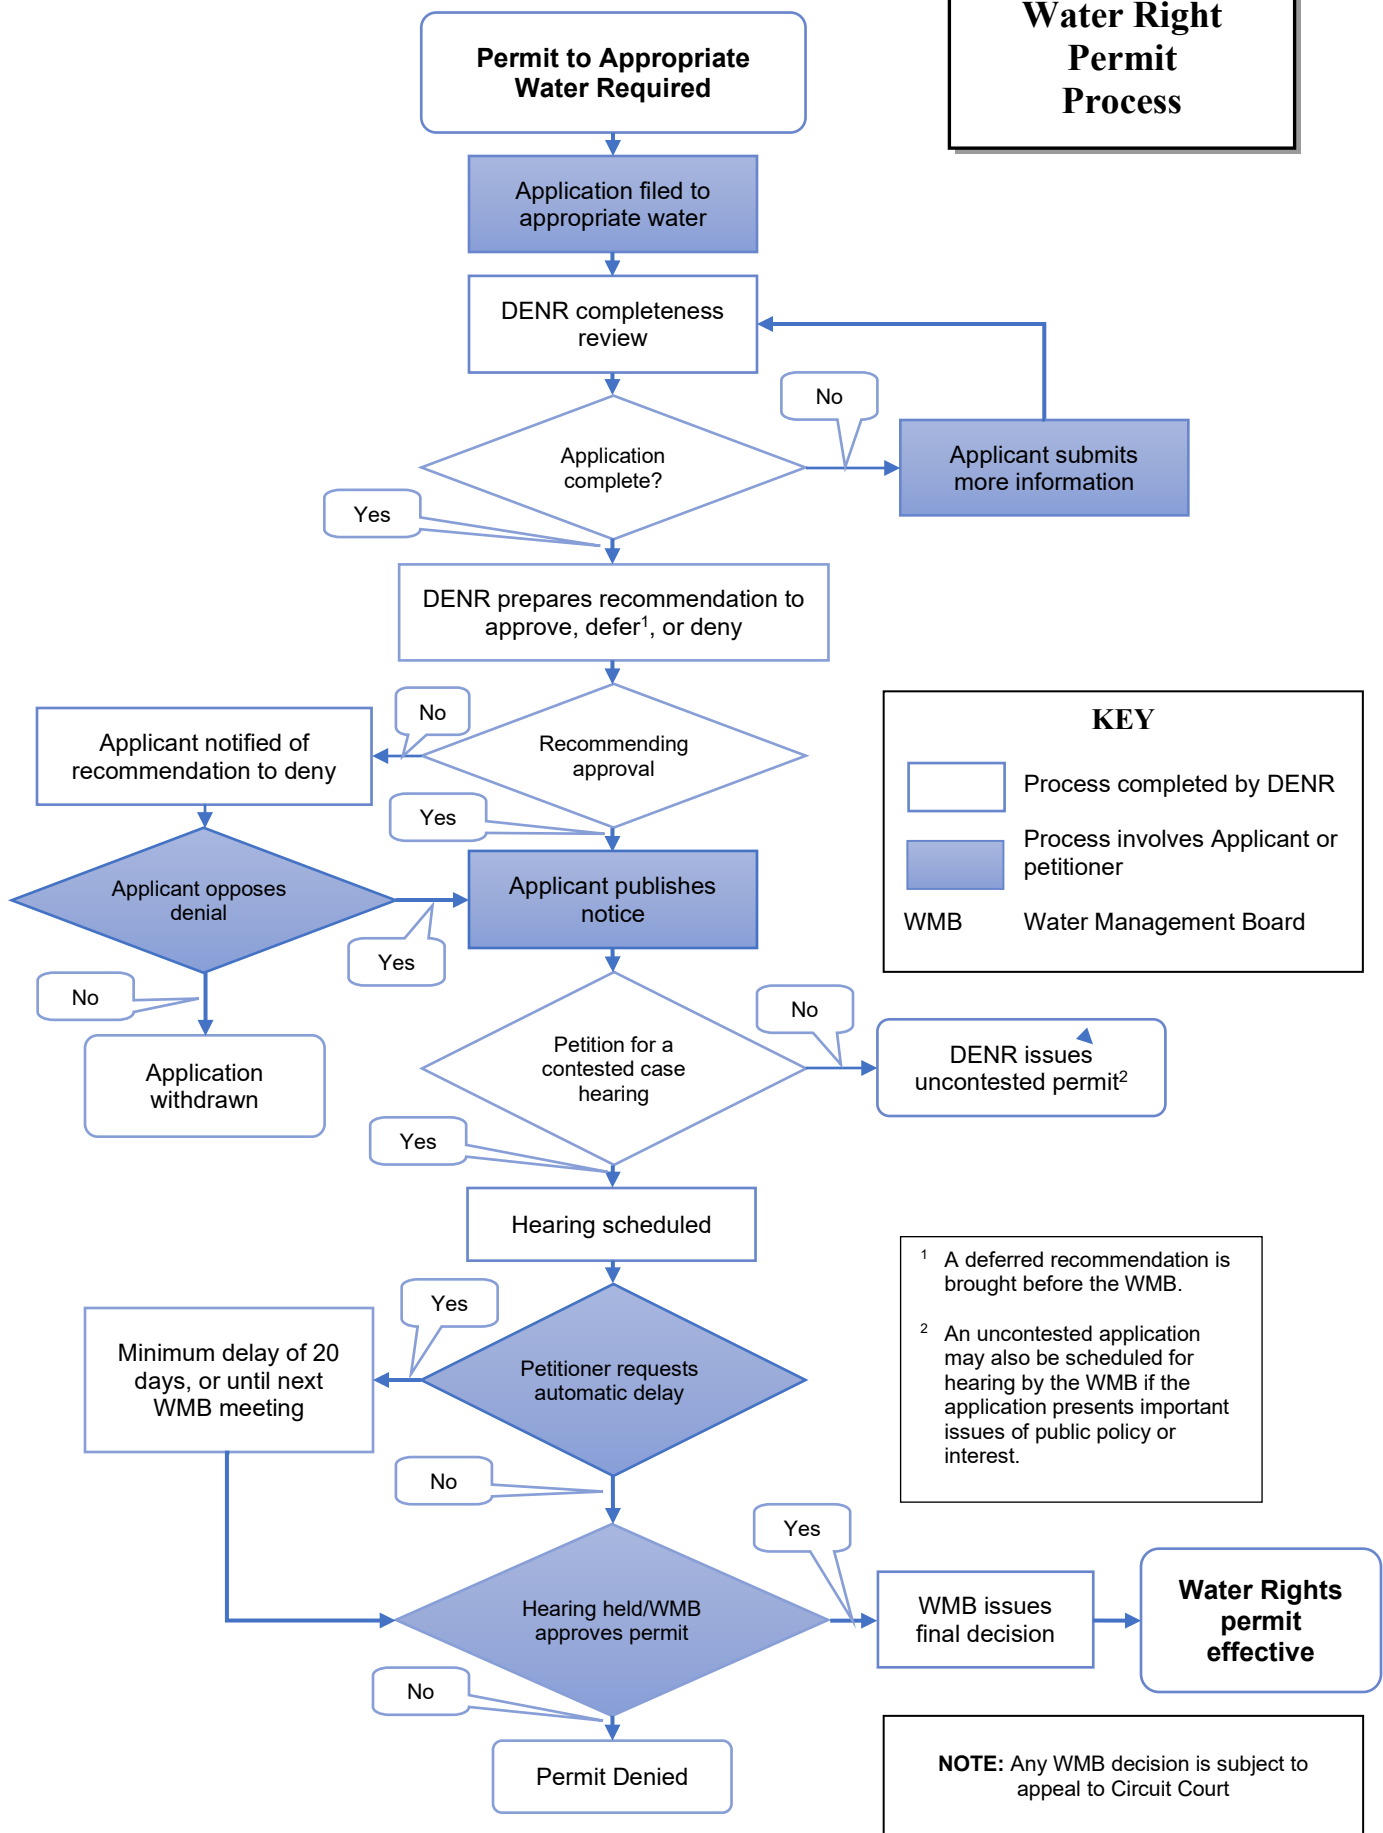 Water Right
Permit
Process
Permit to Appropriate
Water Required
Application filed to
appropriate water
DENR completeness
review
No
Application
complete?
Applicant submits
more information
Yes
DENR prepares recommendation to
approve, defer¹, or deny
No
Recommending
approval
Applicant notified of
recommendation to deny
Yes
KEY
Process completed by DENR
Process involves Applicant or
petitioner
WMB Water Management Board
Applicant opposes
denial
Applicant publishes
notice
Yes
No
Application
withdrawn
No
Petition for a
contested case
hearing
DENR issues
uncontested permit²
Yes
Hearing scheduled
Yes
Minimum delay of 20
days, or until next
WMB meeting
Petitioner requests
automatic delay
¹ A deferred recommendation is
brought before the WMB.
² An uncontested application
may also be scheduled for
hearing by the WMB if the
application presents important
issues of public policy or
interest.
No
Yes
Hearing held/WMB
approves permit
WMB issues
final decision
Water Rights
permit
effective
No
Permit Denied
NOTE: Any WMB decision is subject to
appeal to Circuit Court